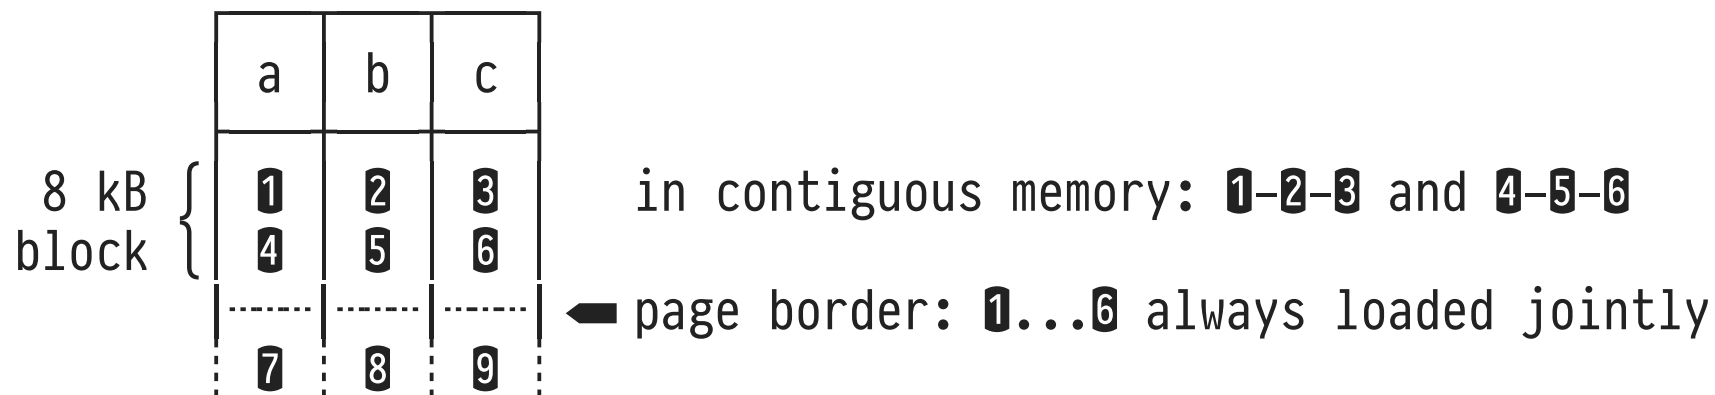 a b c
8 kB 1 2 3 in contiguous memory: 1–2–3 and 4–5–6
block 4 5 6
page border: 1...6 always loaded jointly
7 8 9